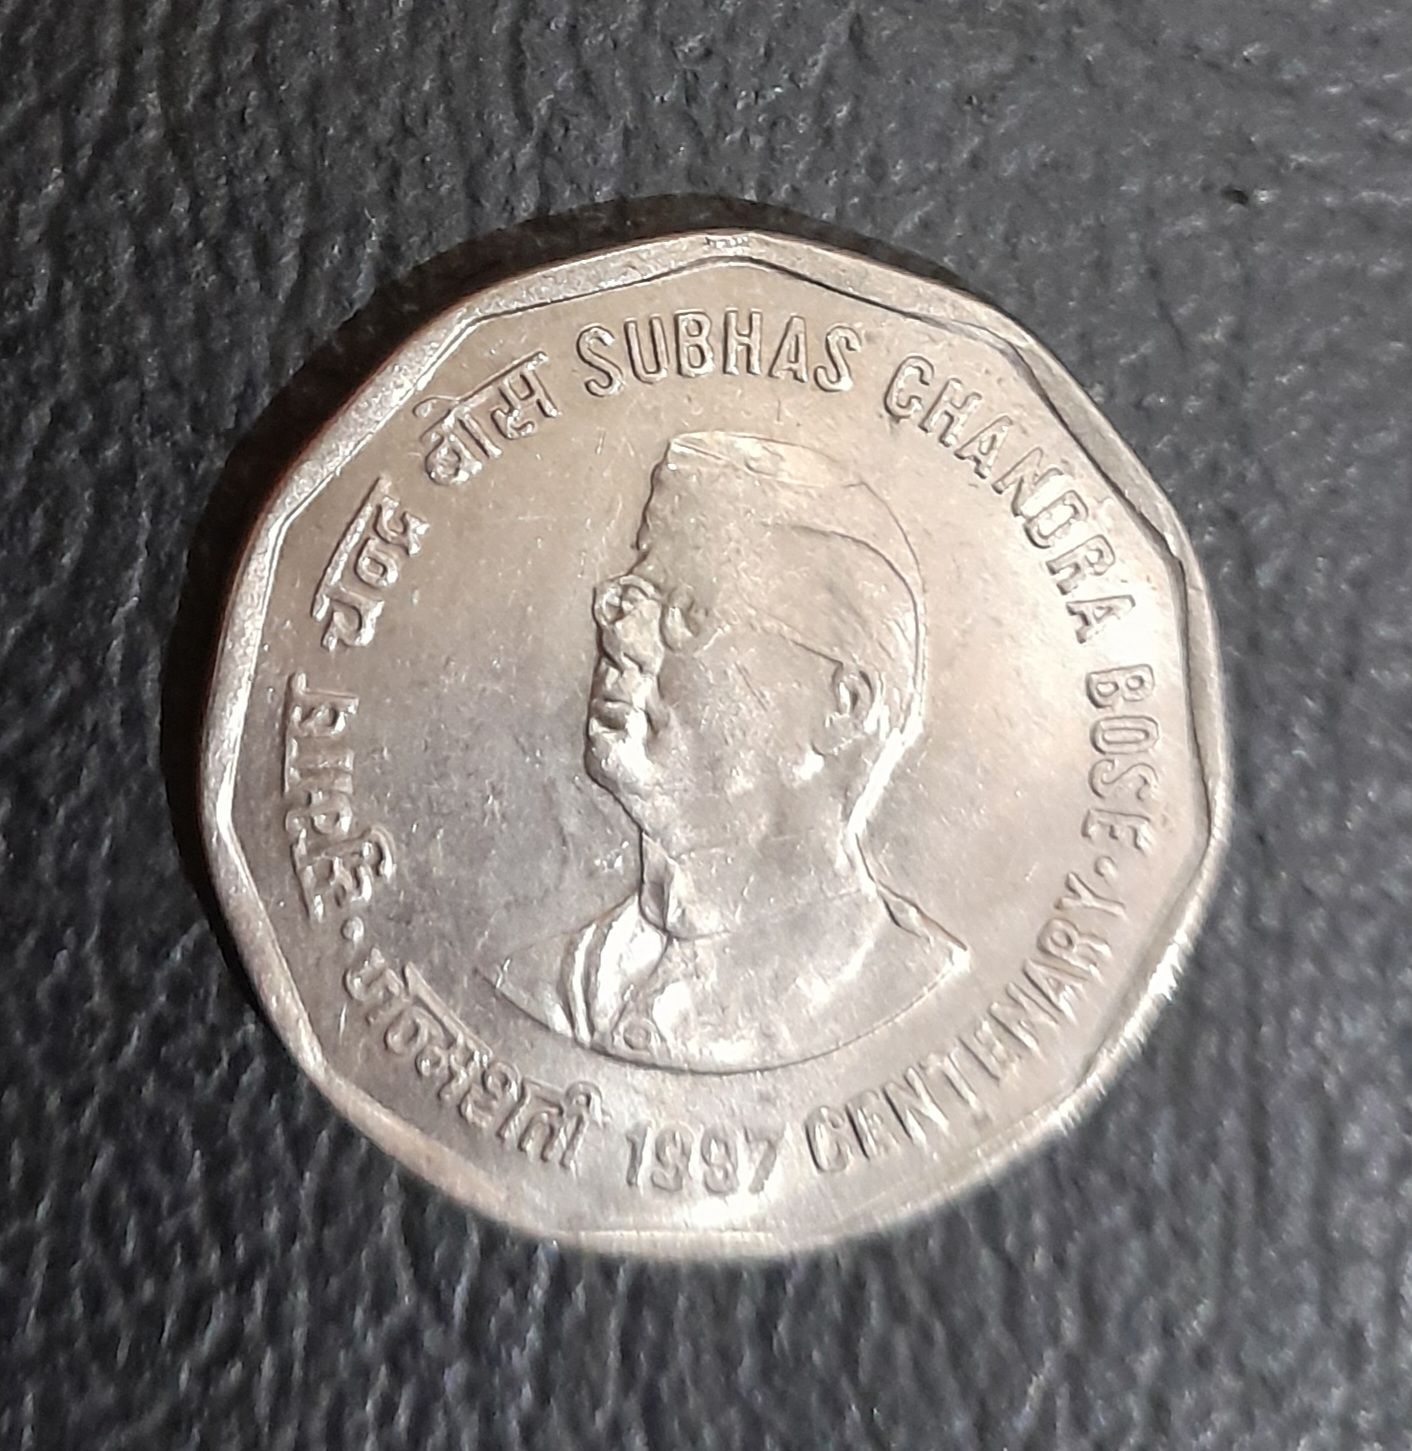 सुभाष चन्द्र बोस SUBHAS CHANDRA BOSE
जन्मशती 1997 CENTENARY